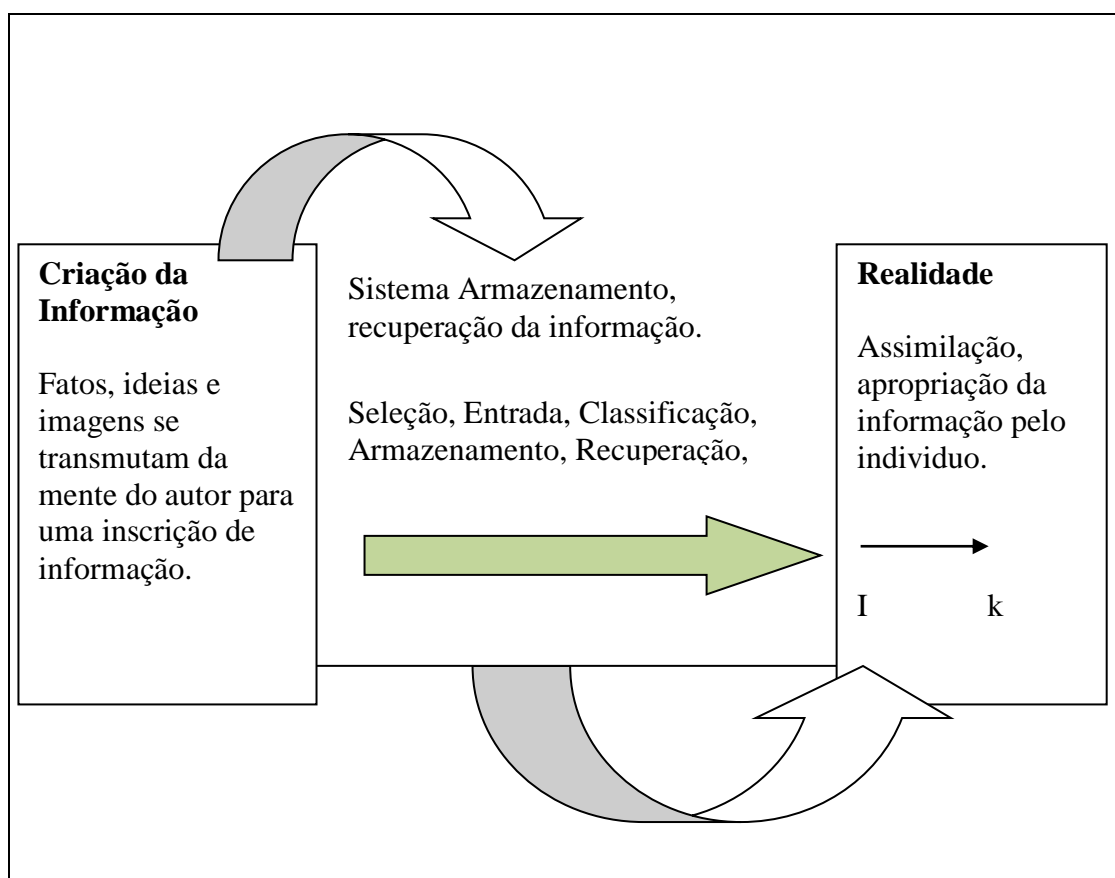 Criação da
Informação
Fatos, ideias e
imagens se
transmutam da
mente do autor para
uma inscrição de
informação.
Sistema Armazenamento,
recuperação da informação.
Seleção, Entrada, Classificação,
Armazenamento, Recuperação,
Realidade
Assimilação,
apropriação da
informação pelo
individuo.
I k